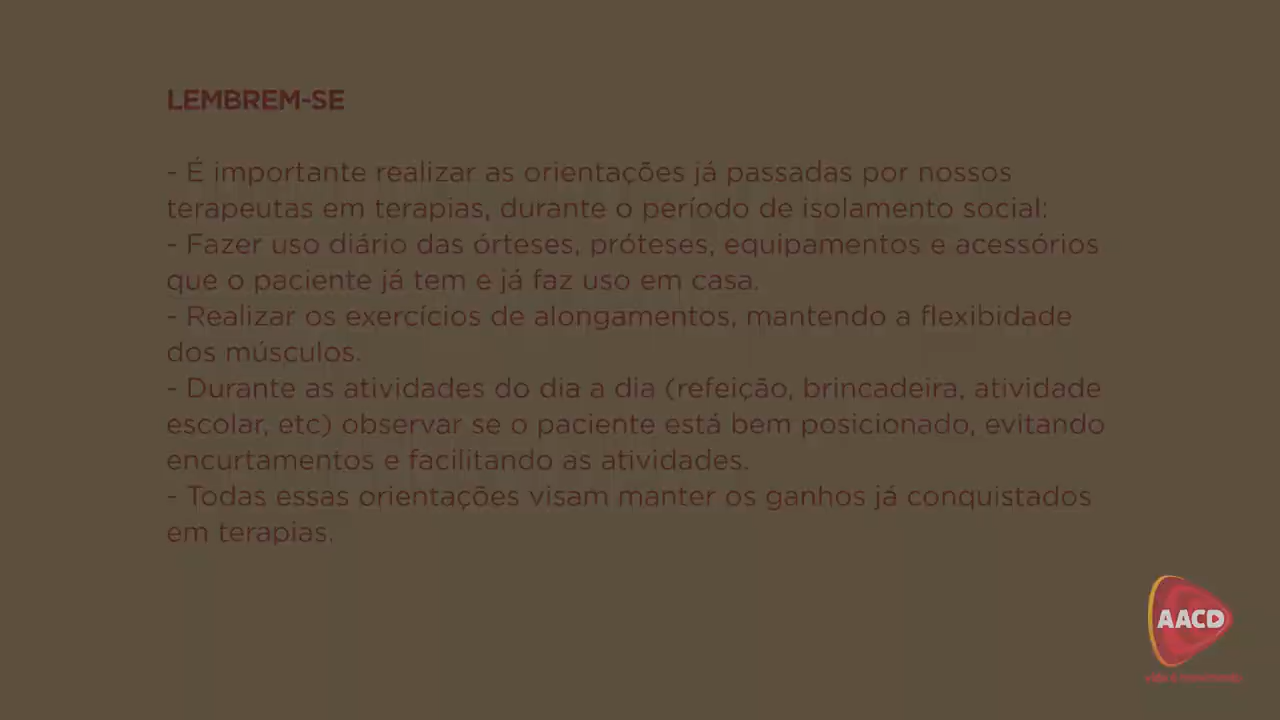 LEMBREM-SE
- É importante realizar as orientações já passadas por nossos
terapeutas em terapias, durante o período de isolamento social:
- Fazer uso diário das órteses, próteses, equipamentos e acessórios
que o paciente já tem e já faz uso em casa.
- Realizar os exercícios de alongamentos, mantendo a flexibidade
dos músculos.
- Durante as atividades do dia a dia (refeição, brincadeira, atividade
escolar, etc) observar se o paciente está bem posicionado, evitando
encurtamentos e facilitando as atividades.
- Todas essas orientações visam manter os ganhos já conquistados
em terapias.
AACD
vida é movimento